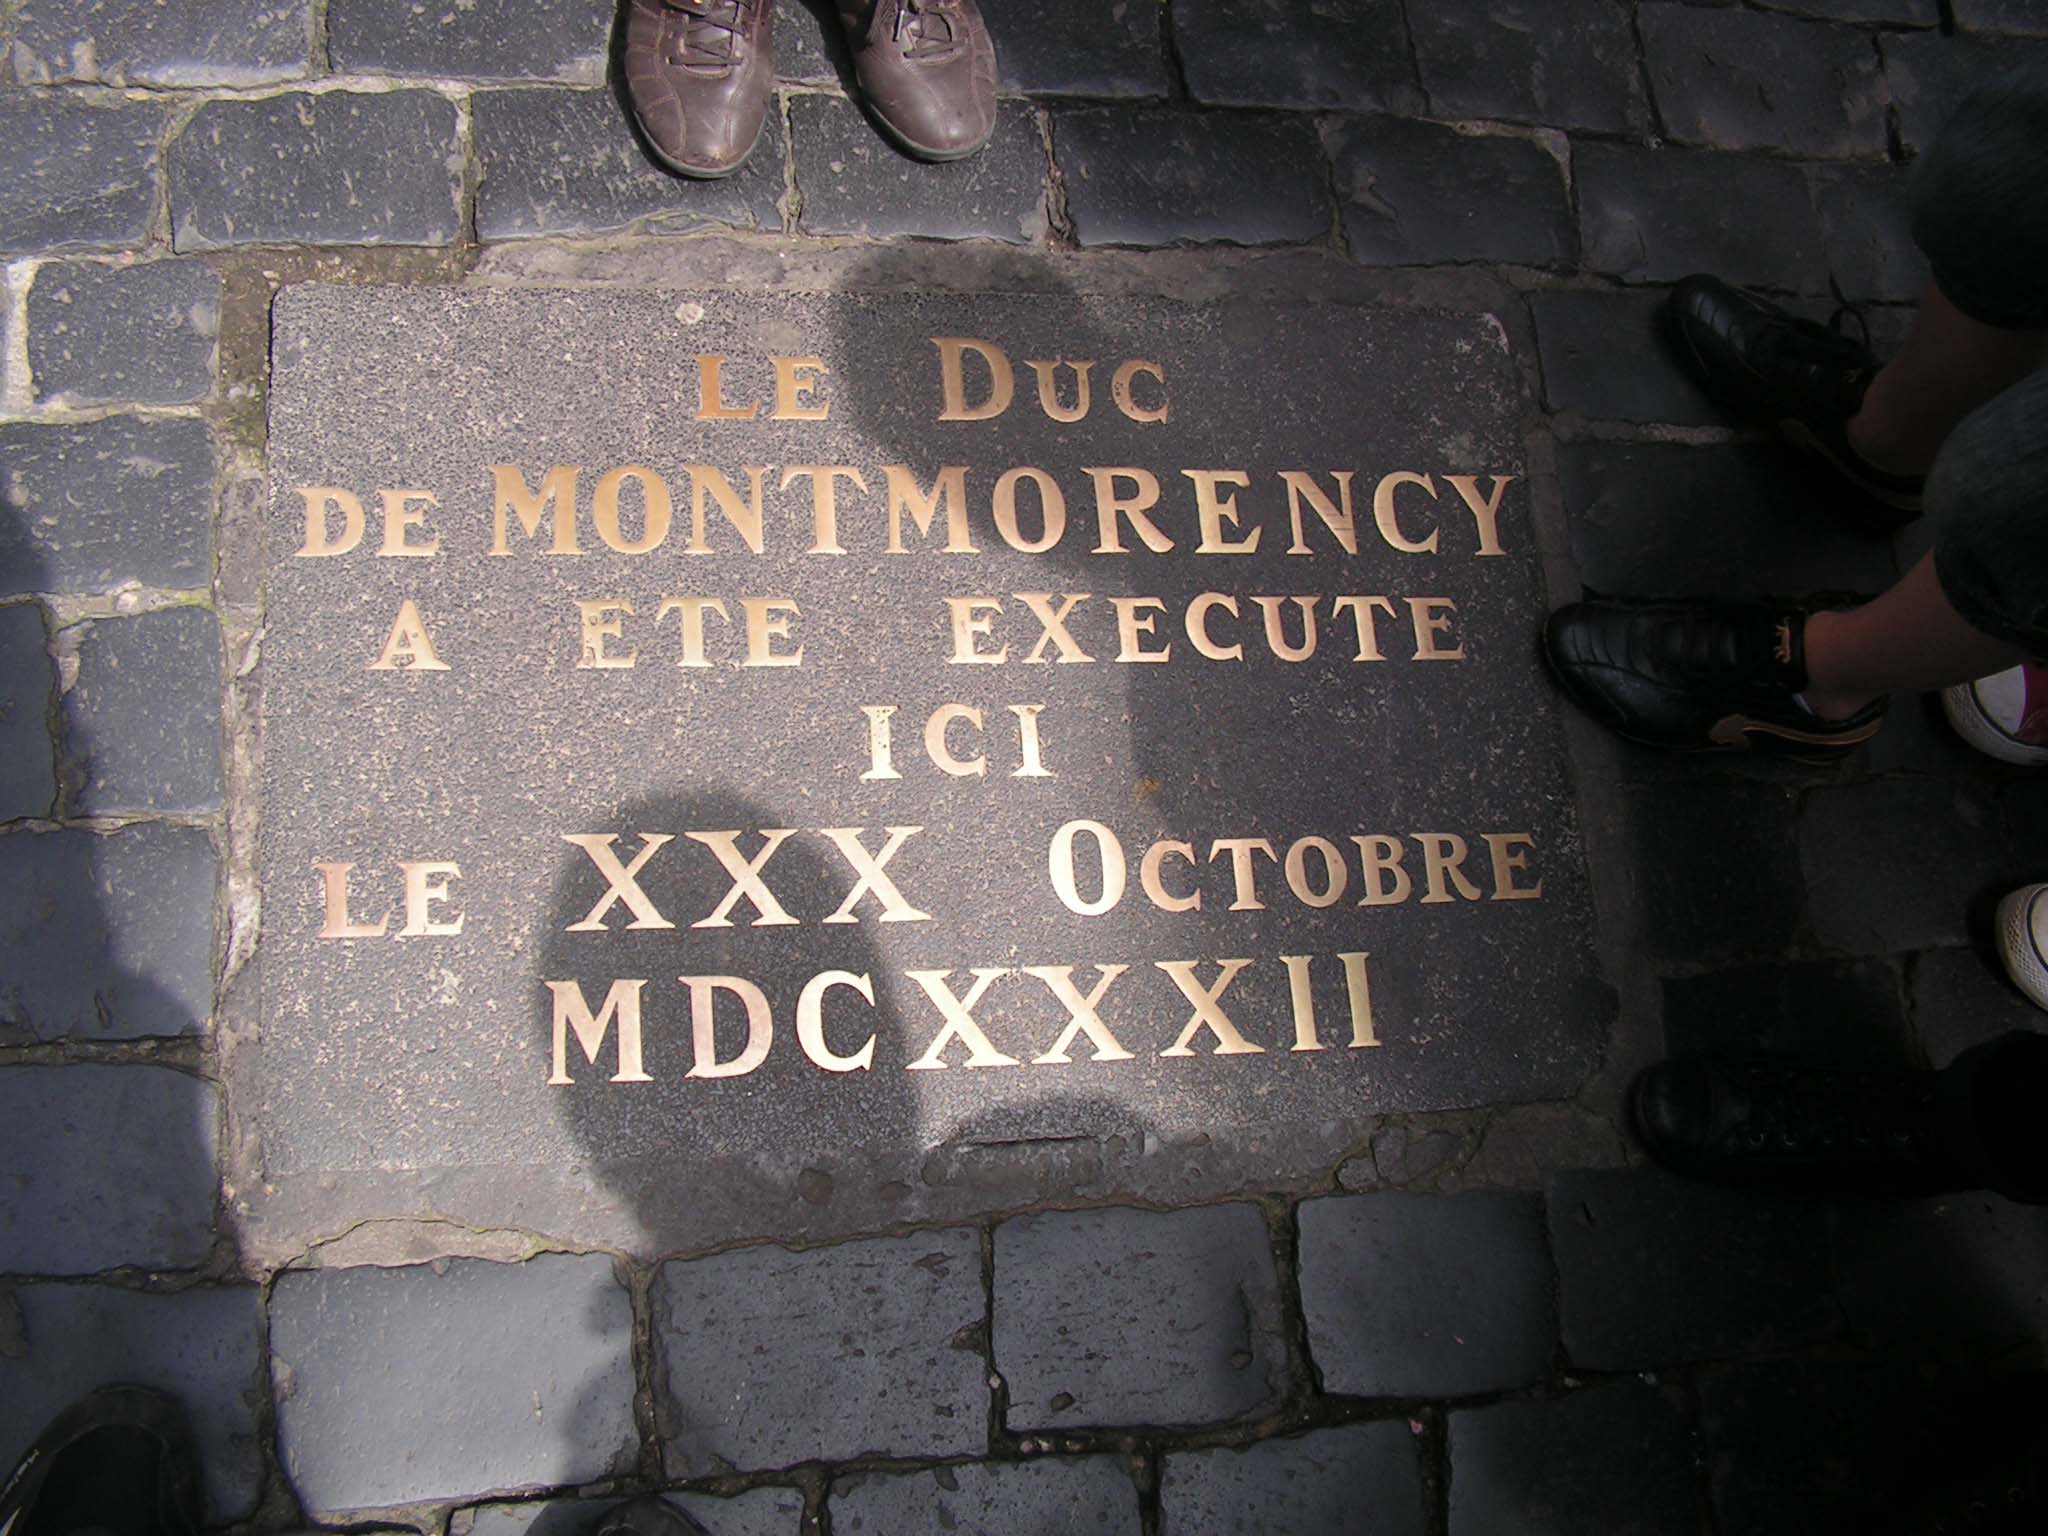 LE DUC
DE MONTMORENCY
A ETE EXECUTE
ICI
LE XXX OCTOBRE
MDCXXXII